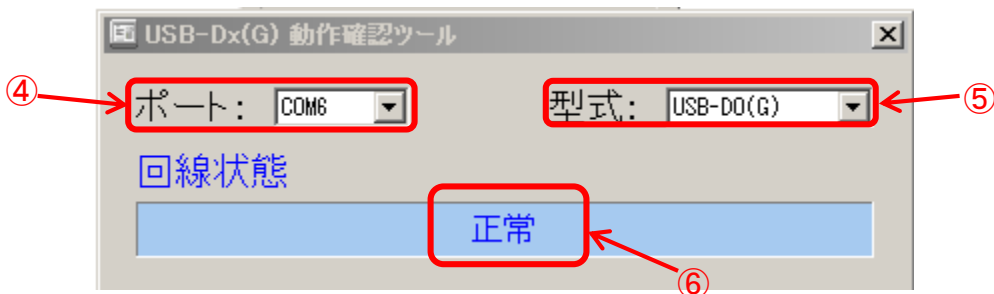 USB-Dx(G) 動作確認ツール
④ ポート: COM6 型式: USB-DO(G) ⑤
回線状態
正常
⑥